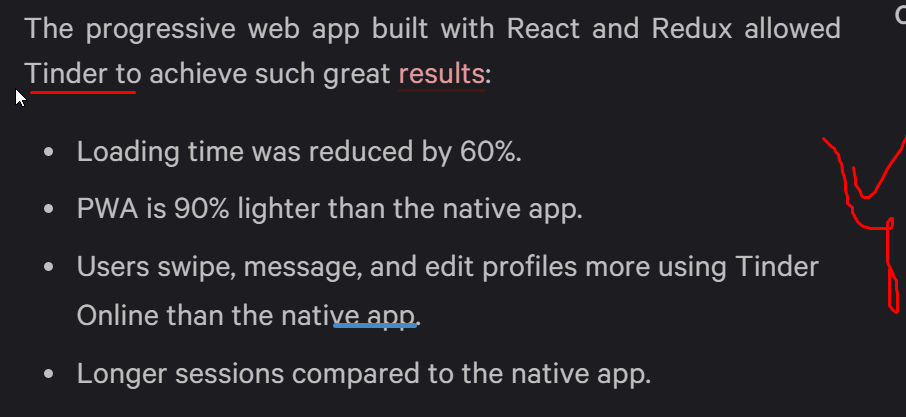 The progressive web app built with React and Redux allowed
Tinder to achieve such great results:
• Loading time was reduced by 60%.
• PWA is 90% lighter than the native app.
• Users swipe, message, and edit profiles more using Tinder
Online than the native app.
• Longer sessions compared to the native app.